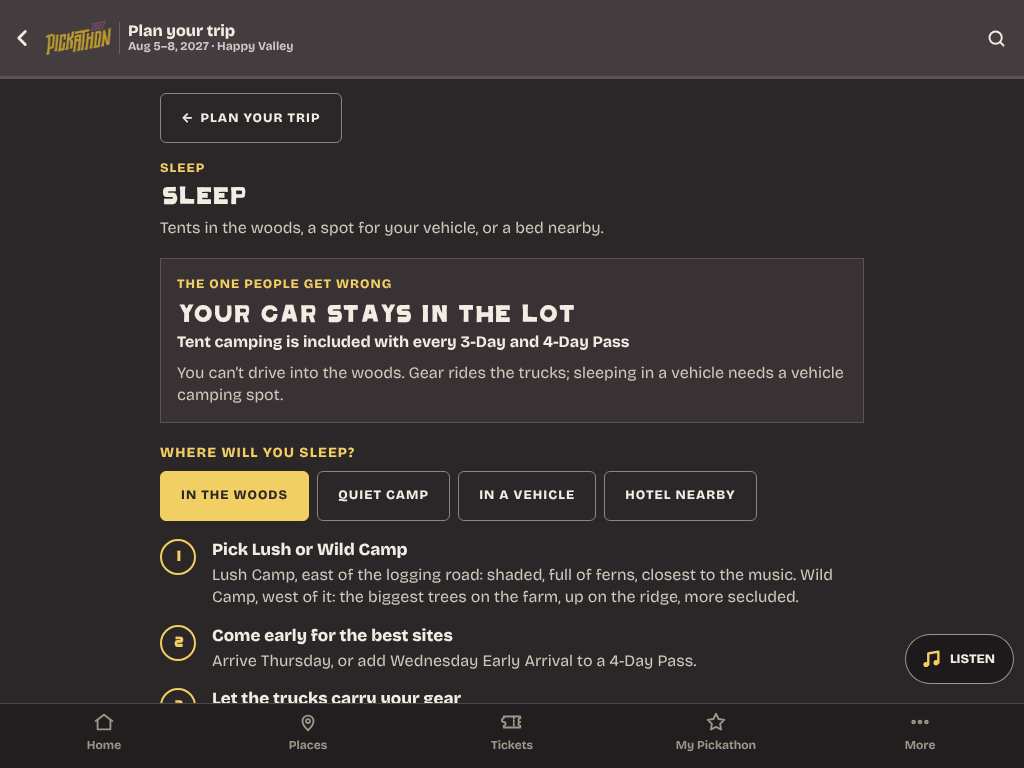 PICKATHON
Plan your trip
Aug 5–8, 2027 · Happy Valley
← PLAN YOUR TRIP
SLEEP
SLEEP
Tents in the woods, a spot for your vehicle, or a bed nearby.
THE ONE PEOPLE GET WRONG
YOUR CAR STAYS IN THE LOT
Tent camping is included with every 3-Day and 4-Day Pass
You can't drive into the woods. Gear rides the trucks; sleeping in a vehicle needs a vehicle
camping spot.
WHERE WILL YOU SLEEP?
IN THE WOODS
QUIET CAMP
IN A VEHICLE
HOTEL NEARBY
1
Pick Lush or Wild Camp
Lush Camp, east of the logging road: shaded, full of ferns, closest to the music. Wild
Camp, west of it: the biggest trees on the farm, up on the ridge, more secluded.
2
Come early for the best sites
Arrive Thursday, or add Wednesday Early Arrival to a 4-Day Pass.
Let the trucks carry your gear
LISTEN
Home
Places
Tickets
My Pickathon
More